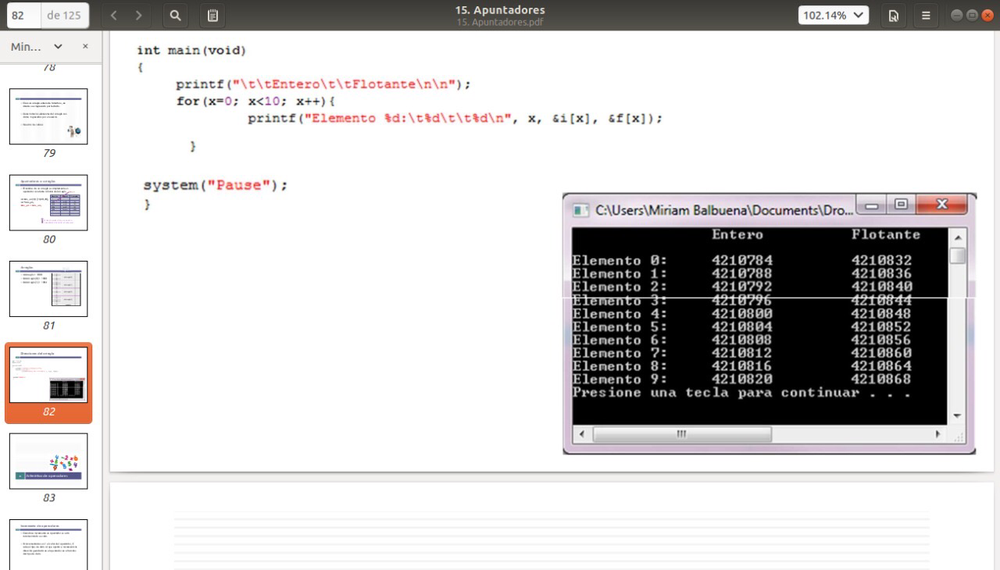 82 de 125
15. Apuntadores
15. Apuntadores.pdf
102.14%
Min...
78
79
80
81
82
83
int main(void)
{
printf("\t\tEntero\t\tFlotante\n\n");
for(x=0; x<10; x++){
printf("Elemento %d:\t%d\t\t%d\n", x, &i[x], &f[x]);
}
system("Pause");
}
C:\Users\Miriam Balbuena\Documents\Dro...
Entero Flotante
Elemento 0: 4210784 4210832
Elemento 1: 4210788 4210836
Elemento 2: 4210792 4210840
Elemento 3: 4210796 4210844
Elemento 4: 4210800 4210848
Elemento 5: 4210804 4210852
Elemento 6: 4210808 4210856
Elemento 7: 4210812 4210860
Elemento 8: 4210816 4210864
Elemento 9: 4210820 4210868
Presione una tecla para continuar . . .